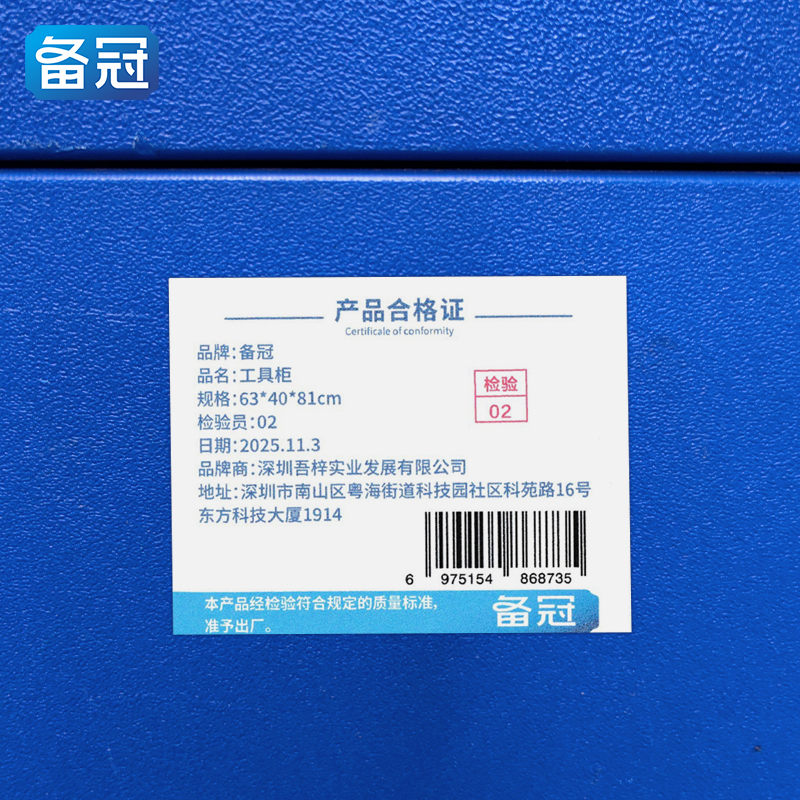 备冠
产品合格证
Certificale of conformity
品牌:备冠
品名:工具柜
规格:63*40*81cm
检验员:02
日期:2025.11.3
品牌商:深圳吾梓实业发展有限公司
地址:深圳市南山区粤海街道科技园社区科苑路16号
东方科技大厦1914
检验
02
6 975154 868735
本产品经检验符合规定的质量标准,
准予出厂。
备冠